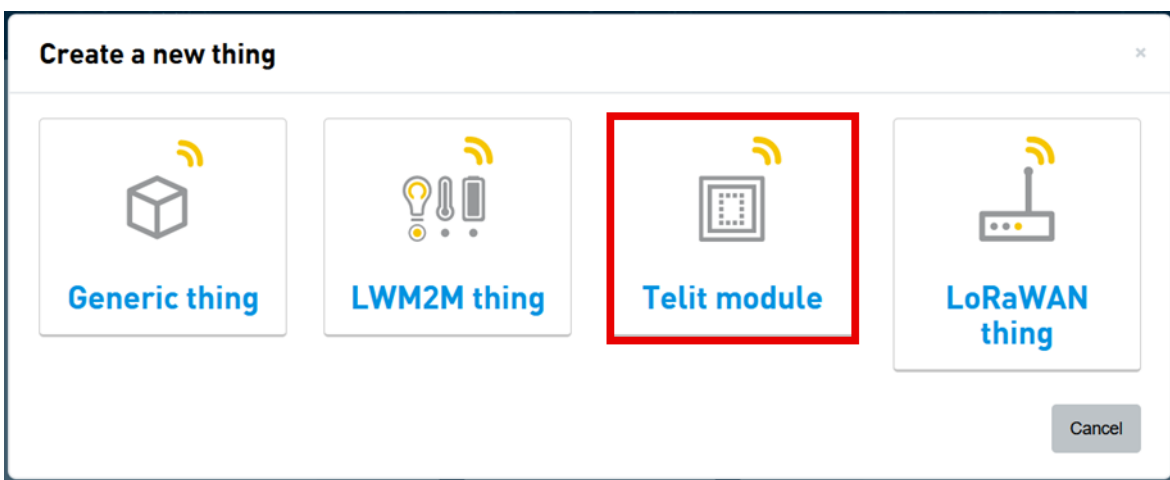 Create a new thing
×
Generic thing
LWM2M thing
Telit module
LoRaWAN
thing
Cancel